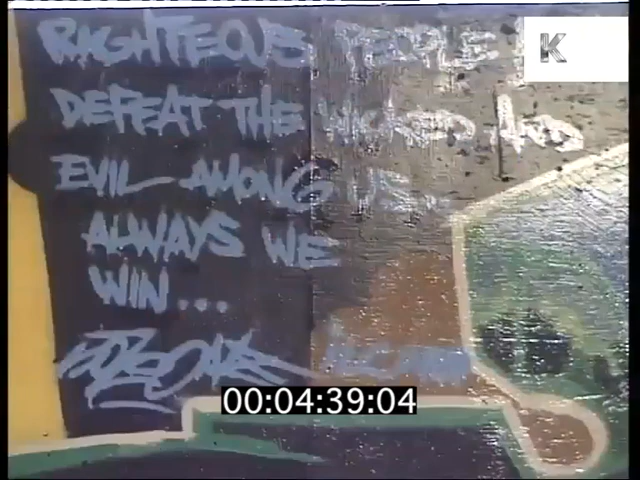 RIGHTEOUS PEOPLE
K
DEFEAT THE WICKED AND
EVIL AMONG US..
ALWAYS WE
WIN...
00:04:39:04